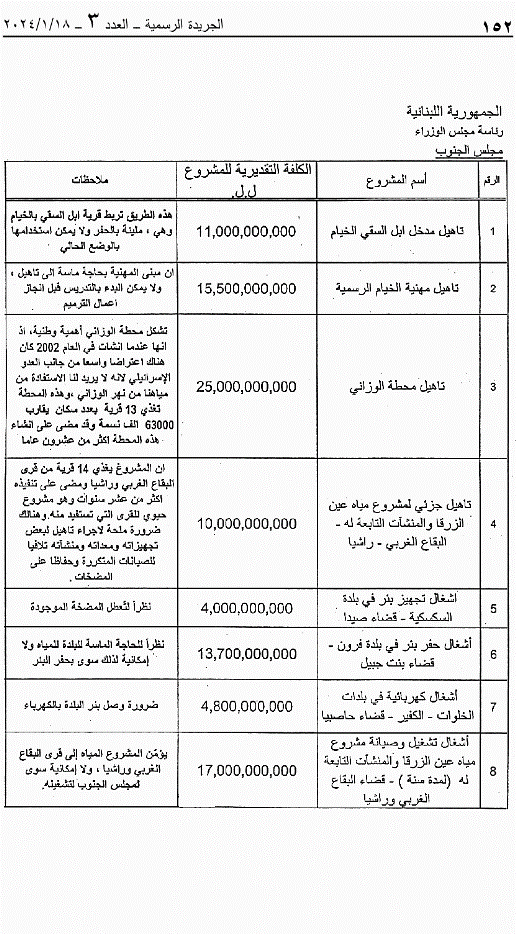 ١٥٢
الجريدة الرسمية – العدد ٣ – ٢٠٢٤/١/١٨
الجمهورية اللبنانية
رئاسة مجلس الوزراء
مجلس الجنوب
الرقم
أسم المشروع
الكلفة التقديرية للمشروع
ل.ل.
ملاحظات
1
تاهيل مدخل ابل السقي الخيام
11,000,000,000
هذه الطريق تربط قرية ابل السقي بالخيام
وهي ، مليئة بالحفر ولا يمكن استخدامها
بالوضع الحالي
2
تاهيل مهنية الخيام الرسمية
15,500,000,000
ان مبنى المهنية بحاجة ماسة الى تاهيل ،
ولا يمكن البدء بالتدريس قبل انجاز
اعمال الترميم
3
تاهيل محطة الوزاني
25,000,000,000
تشكل محطة الوزاني أهمية وطنية، اذ
انها عندما انشات في العام 2002 كان
هناك اعتراضا واسعا من جانب العدو
الإسرائيلي لانه لا يريد لنا الاستفادة من
مياهنا من نهر الوزاني ،وهذه المحطة
تغذي 13 قرية بعدد سكان يقارب
63000 الف نسمة وقد مضى على انشاء
هذه المحطة اكثر من عشرون عاما
4
تاهيل جزئي لمشروع مياه عين
الزرقا والمنشآت التابعة له -
البقاع الغربي - راشيا
10,000,000,000
ان المشروع يغذي 14 قرية من قرى
البقاع الغربي وراشيا ومضى على تنفيذه
اكثر من عشر سنوات وهو مشروع
حيوي للقرى التي تستفيد منه.وهنالك
ضرورة ملحة لاجراء تاهيل لبعض
تجهيزاته ومعداته ومنشآته تلافيا
للصيانات المتكررة وحفاظا على
المضخات.
5
أشغال تجهيز بئر في بلدة
السكسكية - قضاء صيدا
4,000,000,000
نظراً لتعطل المضخة الموجودة
6
أشغال حفر بئر في بلدة فرون -
قضاء بنت جبيل
13,700,000,000
نظراً للحاجة الماسة للبلدة للمياه ولا
إمكانية لذلك سوى بحفر البئر
7
أشغال كهربائية في بلدات
الخلوات - الكفير - قضاء حاصبيا
4,800,000,000
ضرورة وصل بئر البلدة بالكهرباء
8
أشغال تشغيل وصيانة مشروع
مياه عين الزرقا والمنشآت التابعة
له (لمدة سنة ) - قضاء البقاع
الغربي وراشيا
17,000,000,000
يؤمّن المشروع المياه إلى قرى البقاع
الغربي وراشيا ، ولا إمكانية سوى
لمجلس الجنوب لتشغيله.